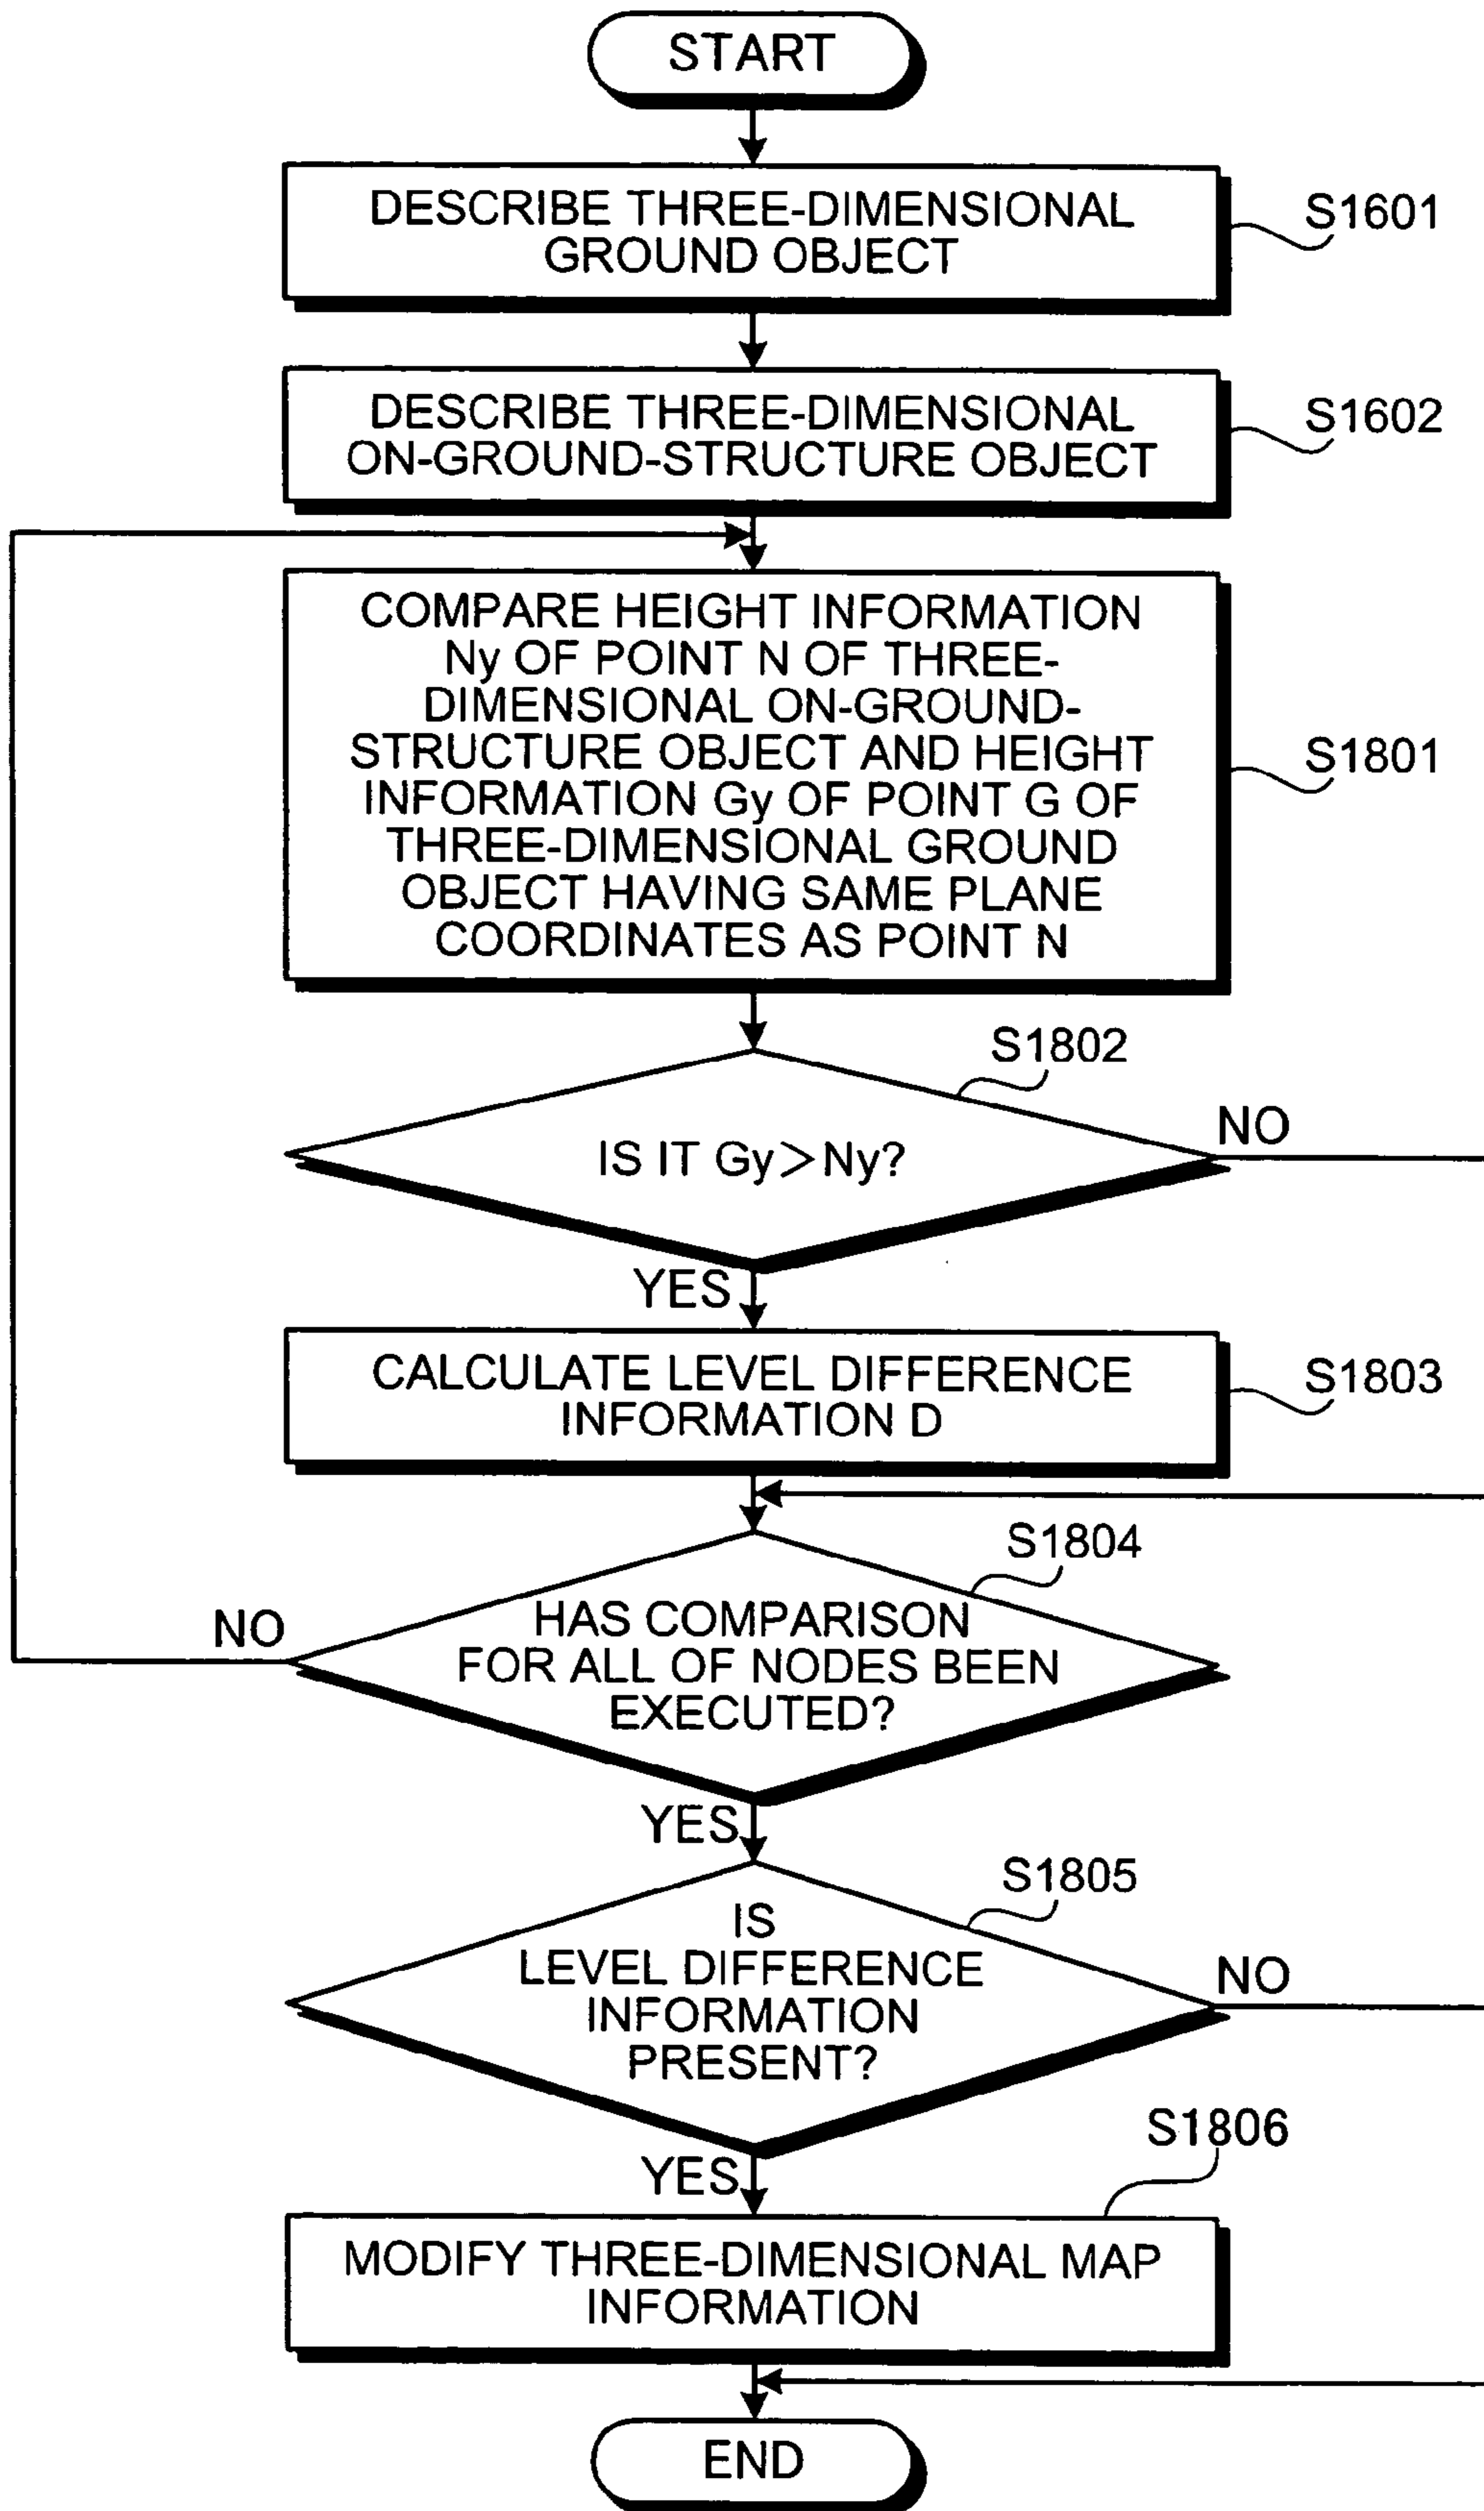 START
DESCRIBE THREE-DIMENSIONAL
GROUND OBJECT
S1601
DESCRIBE THREE-DIMENSIONAL
ON-GROUND-STRUCTURE OBJECT
S1602
COMPARE HEIGHT INFORMATION
Ny OF POINT N OF THREE-
DIMENSIONAL ON-GROUND-
STRUCTURE OBJECT AND HEIGHT
INFORMATION Gy OF POINT G OF
THREE-DIMENSIONAL GROUND
OBJECT HAVING SAME PLANE
COORDINATES AS POINT N
S1801
S1802
IS IT Gy>Ny?
NO
YES
CALCULATE LEVEL DIFFERENCE
INFORMATION D
S1803
S1804
HAS COMPARISON
FOR ALL OF NODES BEEN
EXECUTED?
NO
YES
S1805
IS
LEVEL DIFFERENCE
INFORMATION
PRESENT?
NO
YES
S1806
MODIFY THREE-DIMENSIONAL MAP
INFORMATION
END